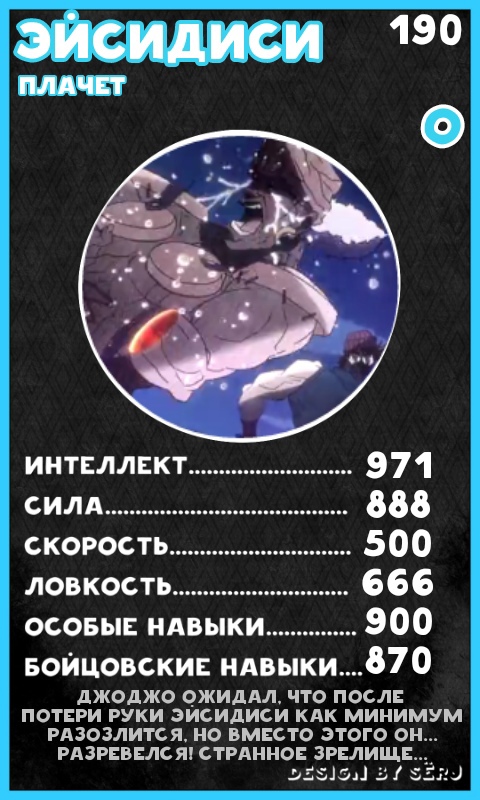 ЭЙСИДИСИ
190
ПЛАЧЕТ
ИНТЕЛЛЕКТ..............................971
СИЛА.............................................888
СКОРОСТЬ.................................500
ЛОВКОСТЬ................................666
ОСОБЫЕ НАВЫКИ................900
БОЙЦОВСКИЕ НАВЫКИ....870
ДЖОДЖО ОЖИДАЛ, ЧТО ПОСЛЕ
ПОТЕРИ РУКИ ЭЙСИДИСИ КАК МИНИМУМ
РАЗОЗЛИТСЯ, НО ВМЕСТО ЭТОГО ОН...
РАЗРЕВЕЛСЯ! СТРАННОЕ ЗРЕЛИЩЕ...
DESIGN BY SЁRJ